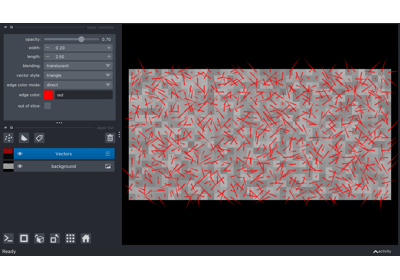 opacity: 0.70
width: 0.20
length: 2.50
blending: translucent
vector style: triangle
edge color mode: direct
edge color: red
out of slice:
Vectors
background
Ready
activity